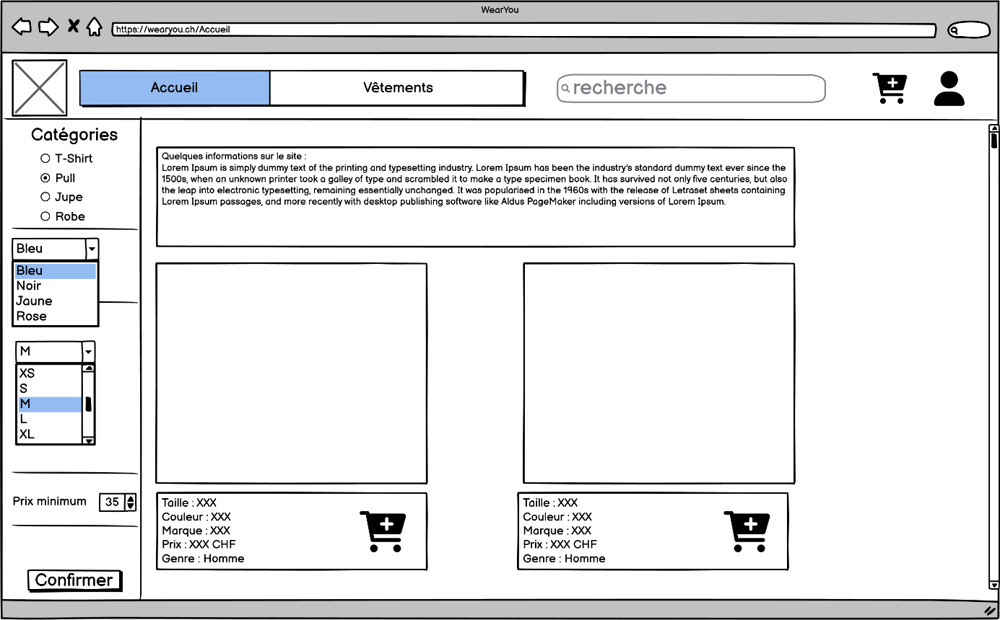 WearYou
https://wearyou.ch/Accueil
Accueil
Vêtements
recherche
Catégories
T-Shirt
Pull
Jupe
Robe
Bleu
Bleu
Noir
Jaune
Rose
M
XS
S
M
L
XL
Prix minimum
35
Confirmer
Quelques informations sur le site :
Lorem Ipsum is simply dummy text of the printing and typesetting industry. Lorem Ipsum has been the industry's standard dummy text ever since the
1500s, when an unknown printer took a galley of type and scrambled it to make a type specimen book. It has survived not only five centuries, but also
the leap into electronic typesetting, remaining essentially unchanged. It was popularised in the 1960s with the release of Letraset sheets containing
Lorem Ipsum passages, and more recently with desktop publishing software like Aldus PageMaker including versions of Lorem Ipsum.
Taille : XXX
Couleur : XXX
Marque : XXX
Prix : XXX CHF
Genre : Homme
Taille : XXX
Couleur : XXX
Marque : XXX
Prix : XXX CHF
Genre : Homme